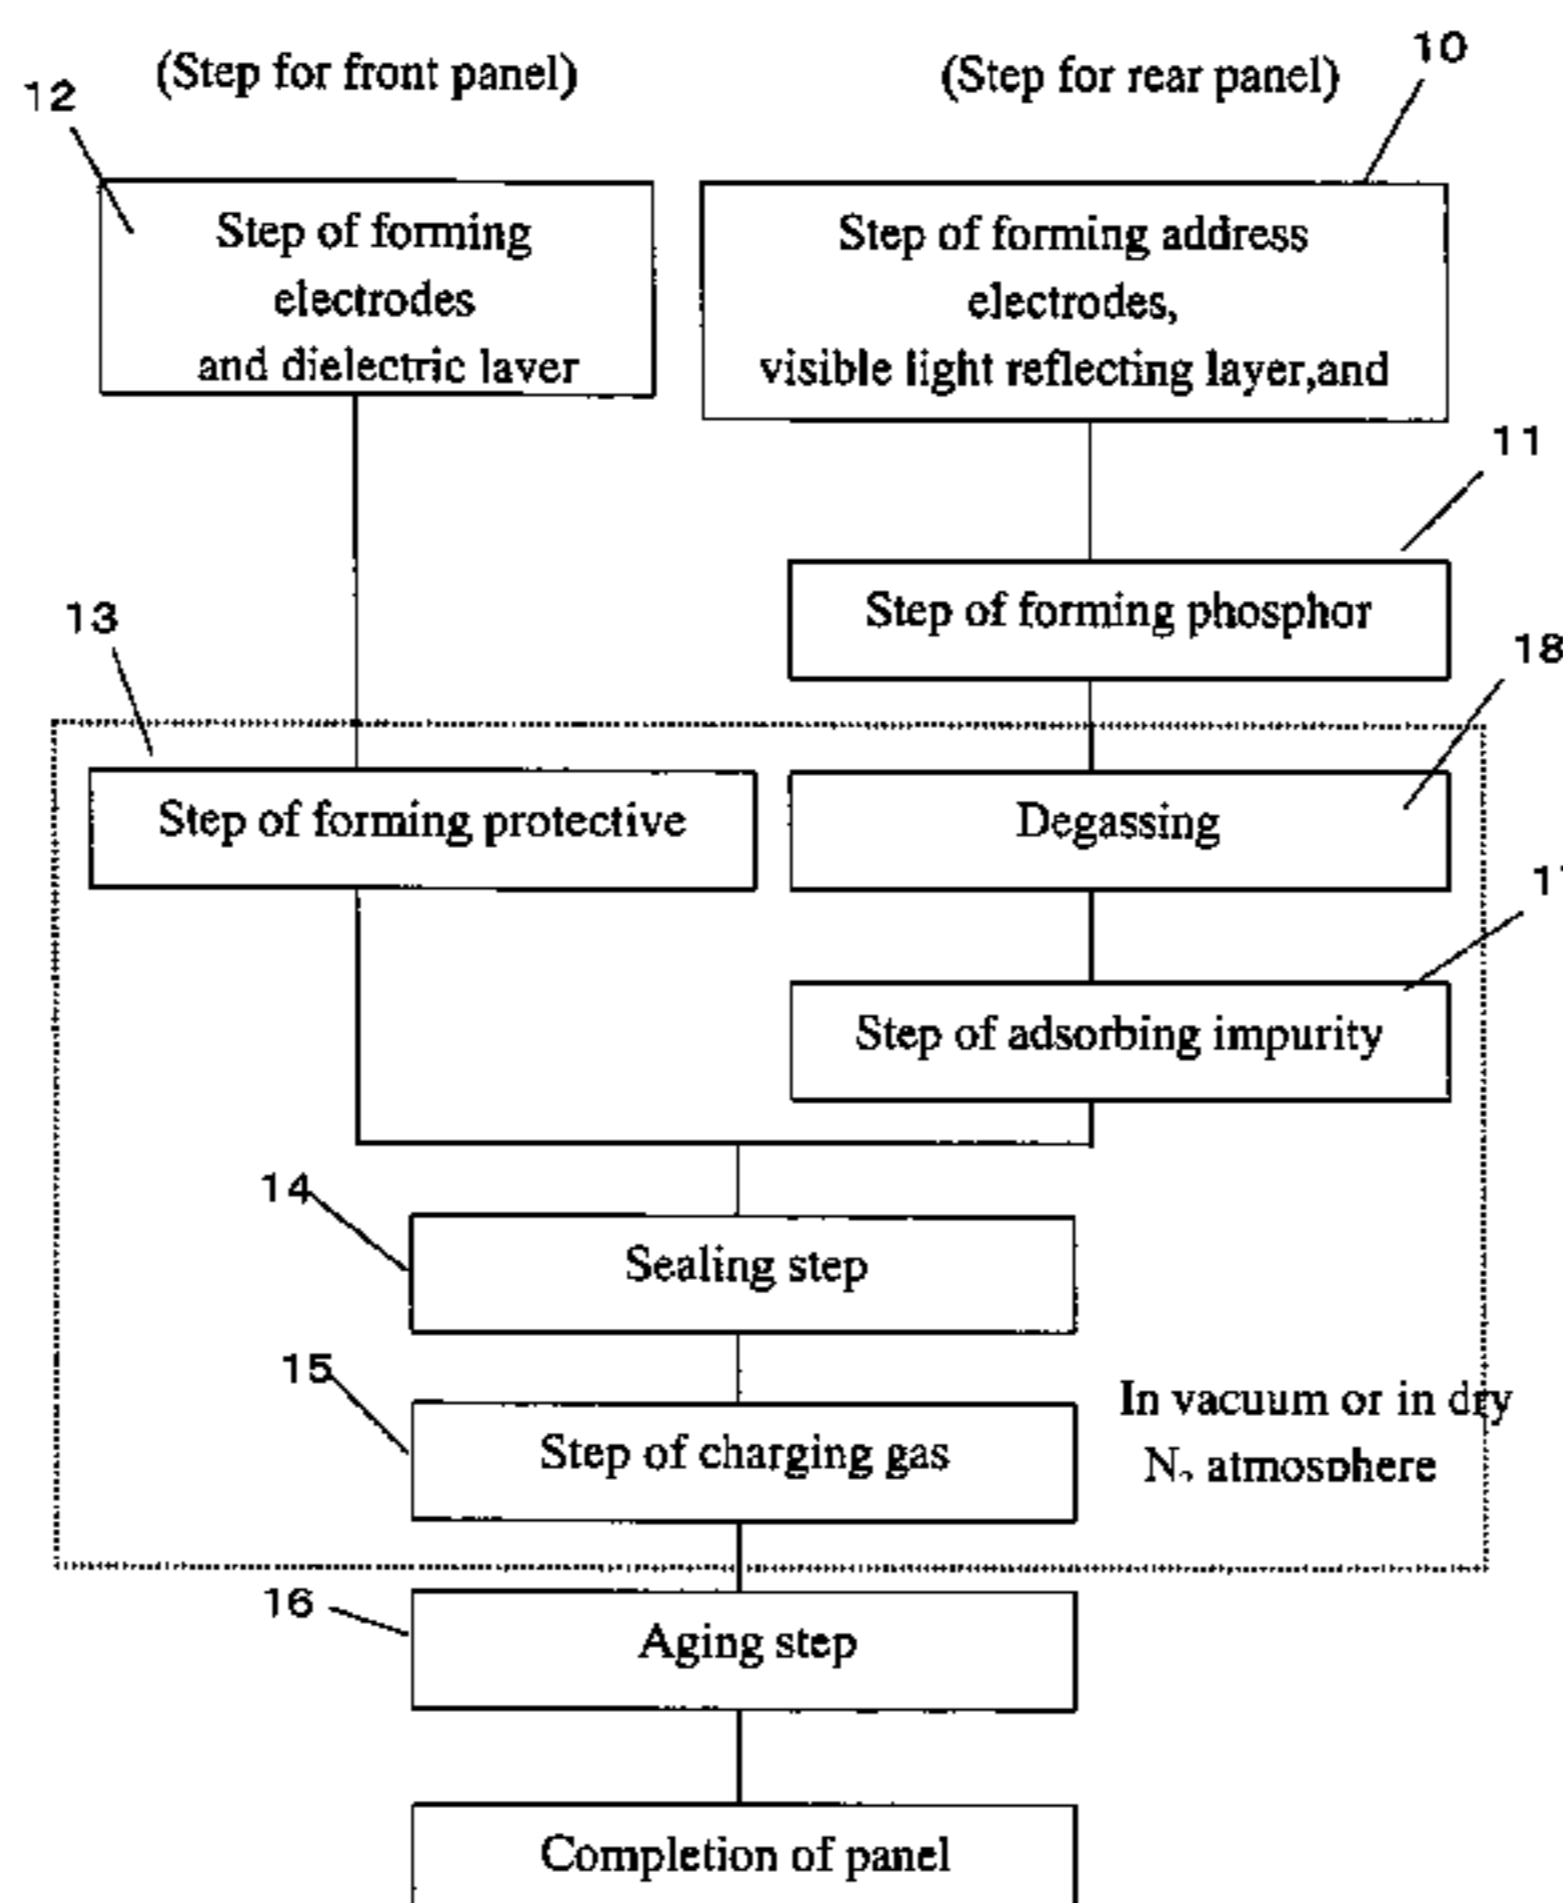 (Step for front panel)
(Step for rear panel)
10
12
Step of forming
electrodes
and dielectric layer
Step of forming address
electrodes,
visible light reflecting layer,and
11
Step of forming phosphor
13
18
Step of forming protective
Degassing
Step of adsorbing impurity
14
Sealing step
15
Step of charging gas
In vacuum or in dry
N₂ atmosphere
16
Aging step
Completion of panel